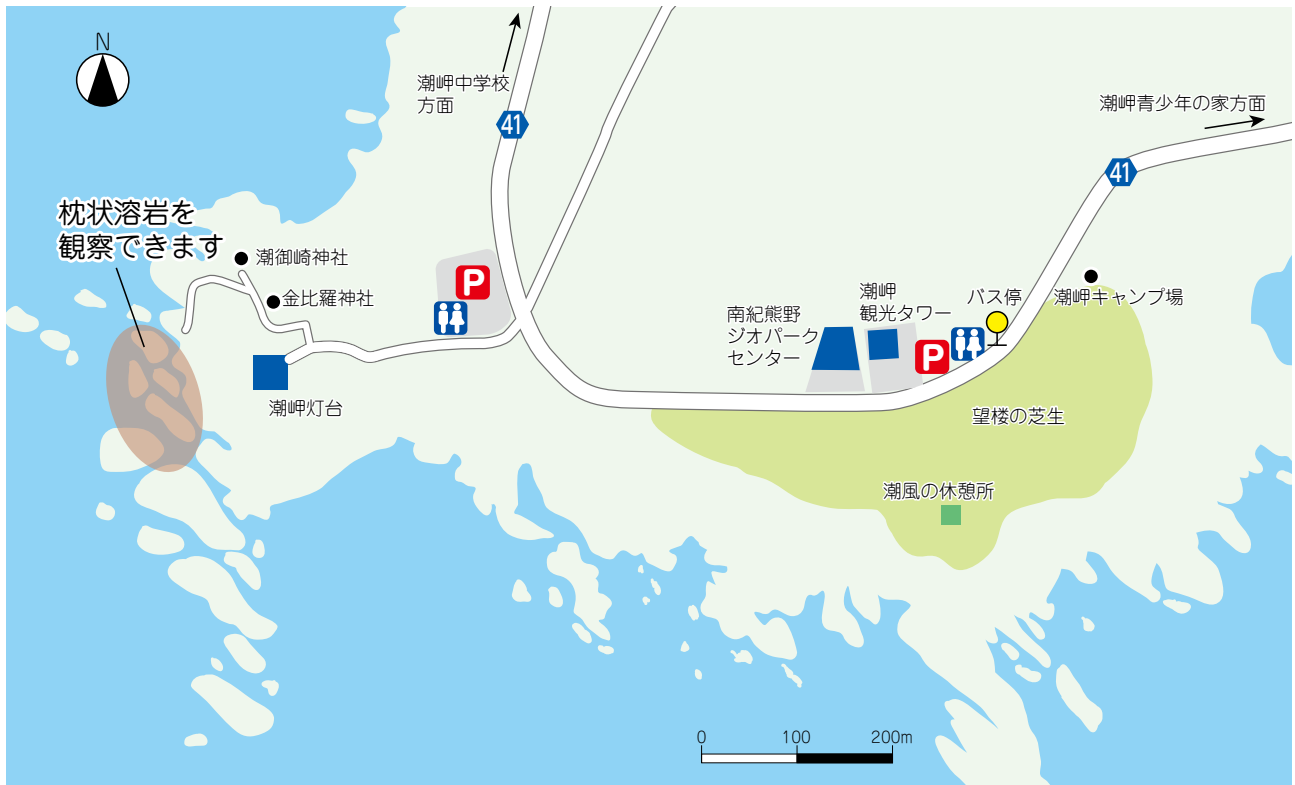 N
潮岬中学校
方面
41
潮岬青少年の家方面
41
枕状溶岩を
観察できます
潮御崎神社
金比羅神社
P
潮岬灯台
南紀熊野
ジオパーク
センター
潮岬
観光タワー
P
バス停
潮岬キャンプ場
望楼の芝生
潮風の休憩所
0 100 200m